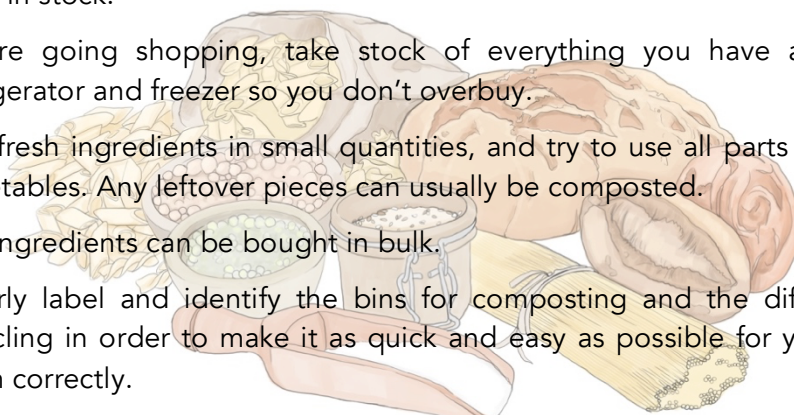 in stock.
re going shopping, take stock of everything you have a
gerator and freezer so you don't overbuy.
fresh ingredients in small quantities, and try to use all parts
tables. Any leftover pieces can usually be composted.
ngredients can be bought in bulk.
rly label and identify the bins for composting and the dif
cling in order to make it as quick and easy as possible for y
correctly.